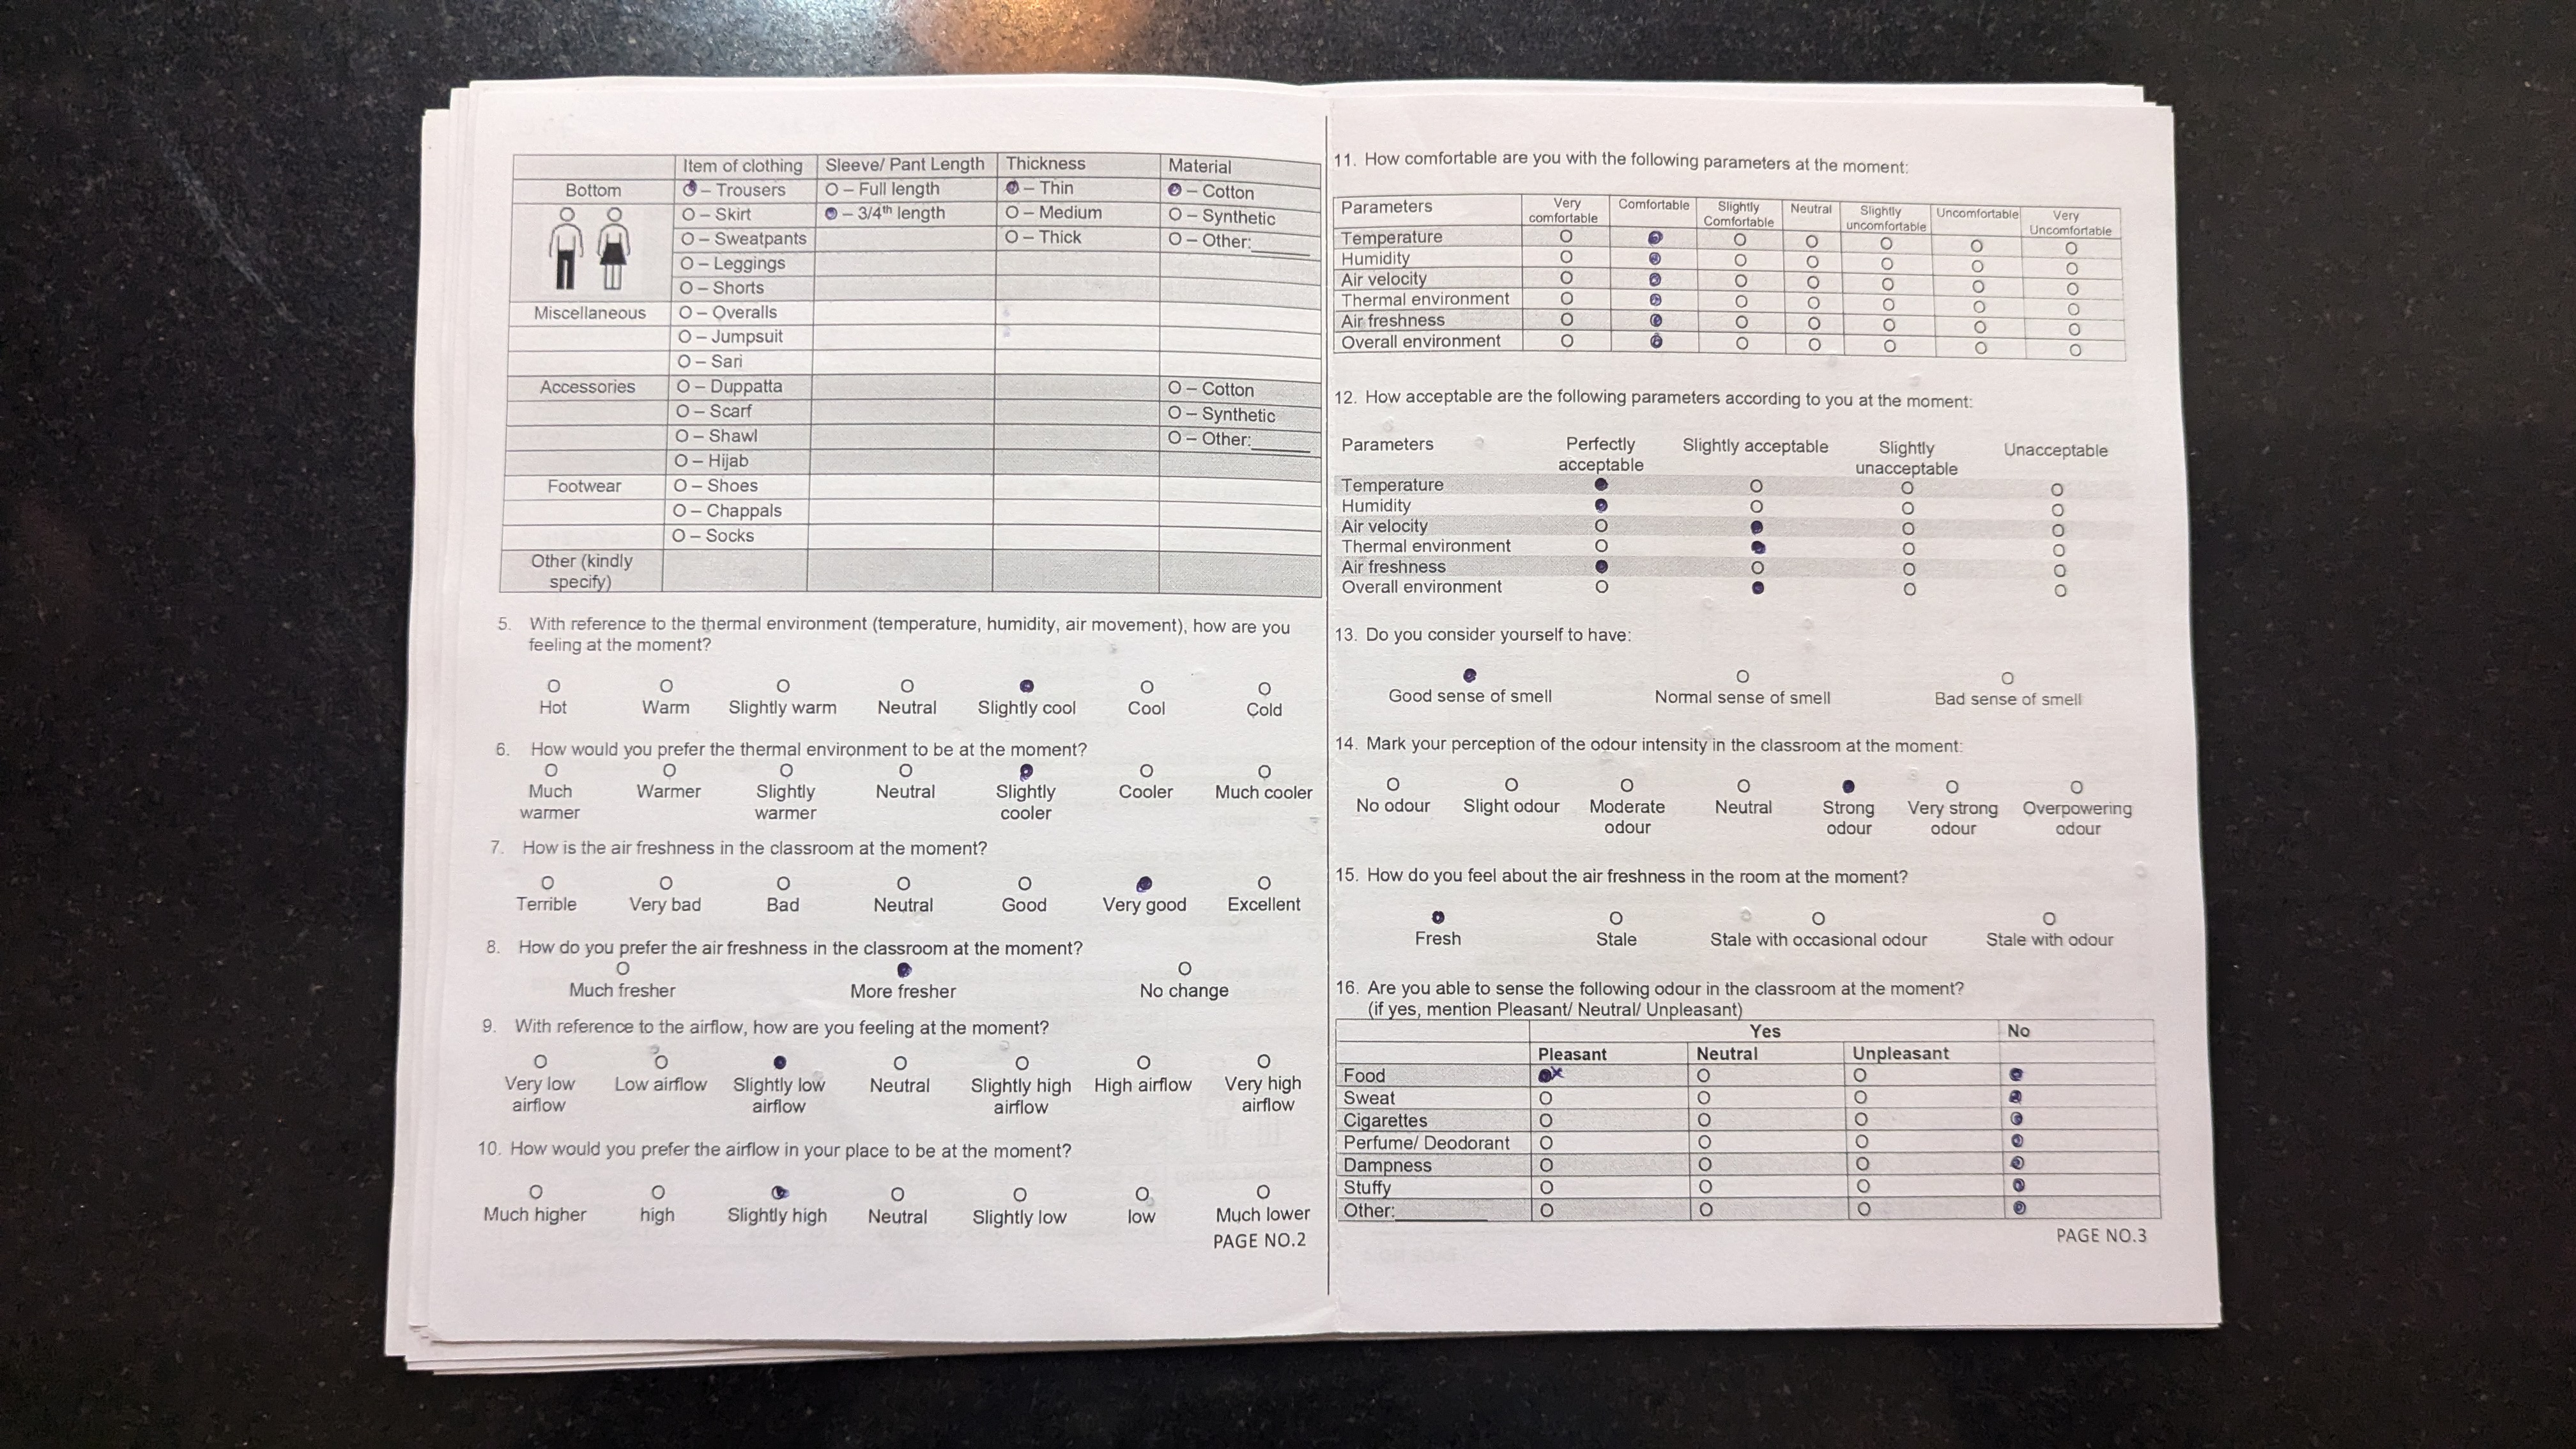 Item of clothing Sleeve/ Pant Length Thickness Material
Bottom O – Trousers O – Full length O – Thin O – Cotton
O – Skirt O – 3/4th length O – Medium O – Synthetic
O – Sweatpants O – Thick O – Other:______
O – Leggings
O – Shorts
Miscellaneous O – Overalls
O – Jumpsuit
O – Sari
Accessories O – Duppatta O – Cotton
O – Scarf O – Synthetic
O – Shawl O – Other:______
O – Hijab
Footwear O – Shoes
O – Chappals
O – Socks
Other (kindly
specify)
5. With reference to the thermal environment (temperature, humidity, air movement), how are you
feeling at the moment?
O O O O O O O
Hot Warm Slightly warm Neutral Slightly cool Cool Cold
6. How would you prefer the thermal environment to be at the moment?
O O O O O O O
Much Warmer Slightly Neutral Slightly Cooler Much cooler
warmer warmer cooler
7. How is the air freshness in the classroom at the moment?
O O O O O O O
Terrible Very bad Bad Neutral Good Very good Excellent
8. How do you prefer the air freshness in the classroom at the moment?
O O O
Much fresher More fresher No change
9. With reference to the airflow, how are you feeling at the moment?
O O O O O O O
Very low Low airflow Slightly low Neutral Slightly high High airflow Very high
airflow airflow airflow airflow
10. How would you prefer the airflow in your place to be at the moment?
O O O O O O O
Much higher high Slightly high Neutral Slightly low low Much lower
PAGE NO.2
11. How comfortable are you with the following parameters at the moment:
Parameters Very Comfortable Slightly Neutral Slightly Uncomfortable Very
comfortable Comfortable uncomfortable Uncomfortable
Temperature O O O O O O O
Humidity O O O O O O O
Air velocity O O O O O O O
Thermal environment O O O O O O O
Air freshness O O O O O O O
Overall environment O O O O O O O
12. How acceptable are the following parameters according to you at the moment:
Parameters Perfectly Slightly acceptable Slightly Unacceptable
acceptable unacceptable
Temperature O O O O
Humidity O O O O
Air velocity O O O O
Thermal environment O O O O
Air freshness O O O O
Overall environment O O O O
13. Do you consider yourself to have:
O O O
Good sense of smell Normal sense of smell Bad sense of smell
14. Mark your perception of the odour intensity in the classroom at the moment:
O O O O O O O
No odour Slight odour Moderate Neutral Strong Very strong Overpowering
odour odour odour odour
15. How do you feel about the air freshness in the room at the moment?
O O O O
Fresh Stale Stale with occasional odour Stale with odour
16. Are you able to sense the following odour in the classroom at the moment?
(if yes, mention Pleasant/ Neutral/ Unpleasant)
Yes No
Pleasant Neutral Unpleasant
Food O x O O O
Sweat O O O O
Cigarettes O O O O
Perfume/ Deodorant O O O O
Dampness O O O O
Stuffy O O O O
Other:__________ O O O O
PAGE NO.3